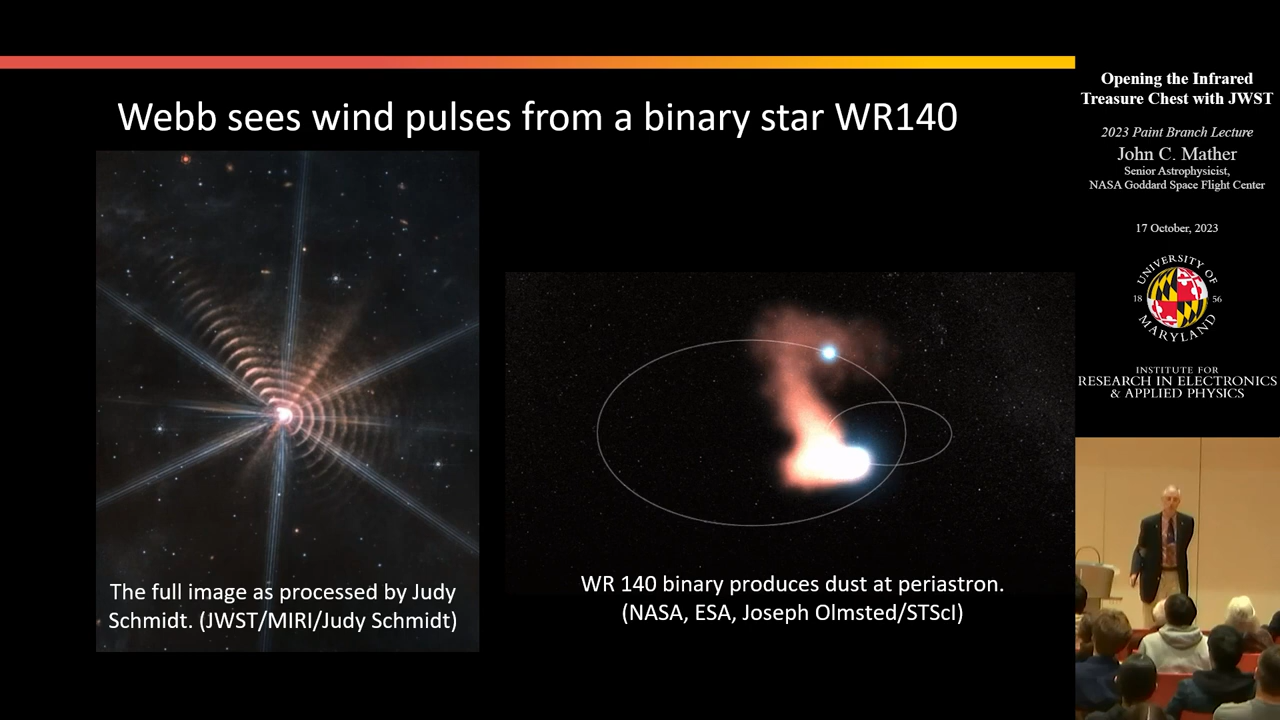 Webb sees wind pulses from a binary star WR140
The full image as processed by Judy
Schmidt. (JWST/MIRI/Judy Schmidt)
WR 140 binary produces dust at periastron.
(NASA, ESA, Joseph Olmsted/STScI)
Opening the Infrared
Treasure Chest with JWST
2023 Paint Branch Lecture
John C. Mather
Senior Astrophysicist,
NASA Goddard Space Flight Center
17 October, 2023
UNIVERSITY OF
18 56
MARYLAND
INSTITUTE FOR
RESEARCH IN ELECTRONICS
& APPLIED PHYSICS